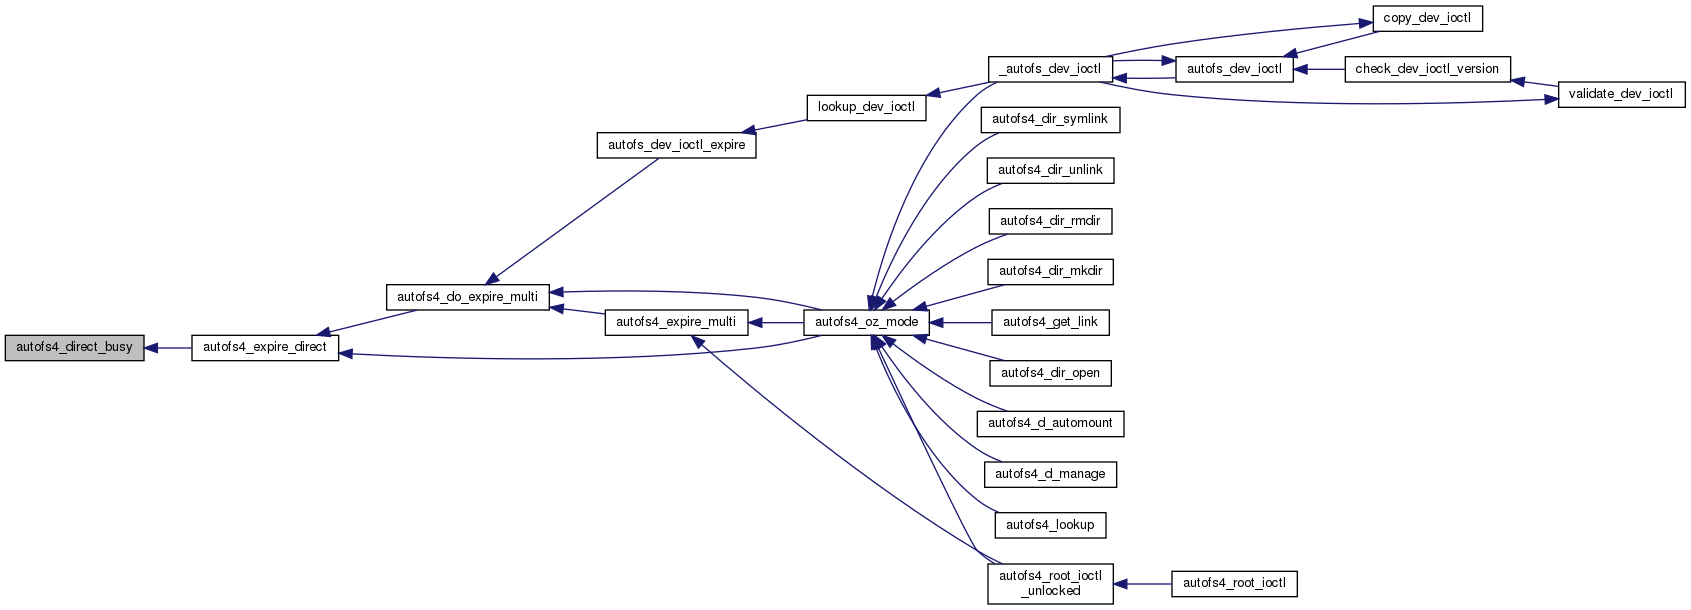 copy_dev_ioctl
_autofs_dev_ioctl
autofs_dev_ioctl
check_dev_ioctl_version
validate_dev_ioctl
lookup_dev_ioctl
autofs4_dir_symlink
autofs_dev_ioctl_expire
autofs4_dir_unlink
autofs4_dir_rmdir
autofs4_dir_mkdir
autofs4_do_expire_multi
autofs4_expire_multi
autofs4_oz_mode
autofs4_get_link
autofs4_direct_busy
autofs4_expire_direct
autofs4_dir_open
autofs4_d_automount
autofs4_d_manage
autofs4_lookup
autofs4_root_ioctl
_unlocked
autofs4_root_ioctl